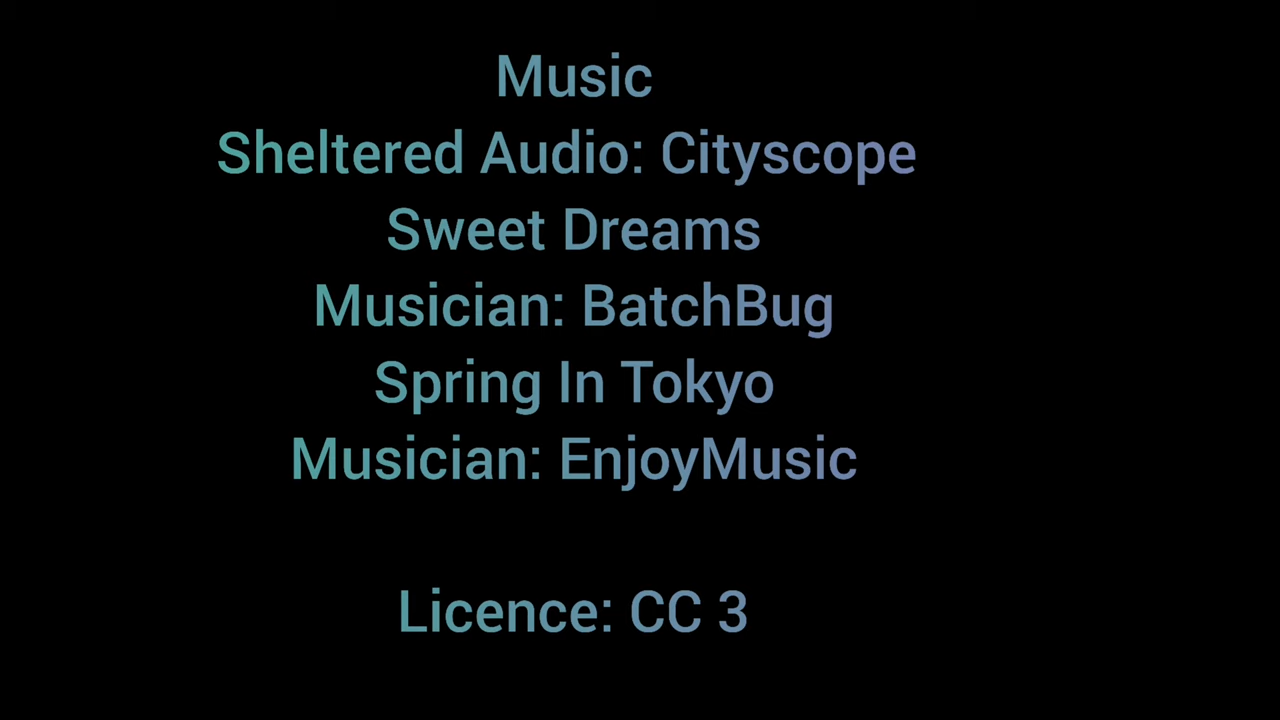 Music
Sheltered Audio: Cityscope
Sweet Dreams
Musician: BatchBug
Spring In Tokyo
Musician: EnjoyMusic
Licence: CC 3